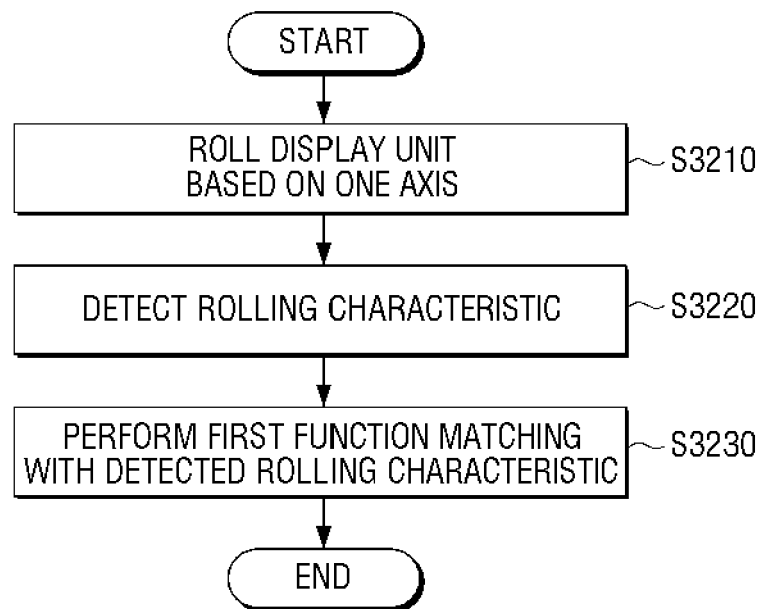 START
ROLL DISPLAY UNIT
BASED ON ONE AXIS
S3210
DETECT ROLLING CHARACTERISTIC
S3220
PERFORM FIRST FUNCTION MATCHING
WITH DETECTED ROLLING CHARACTERISTIC
S3230
END